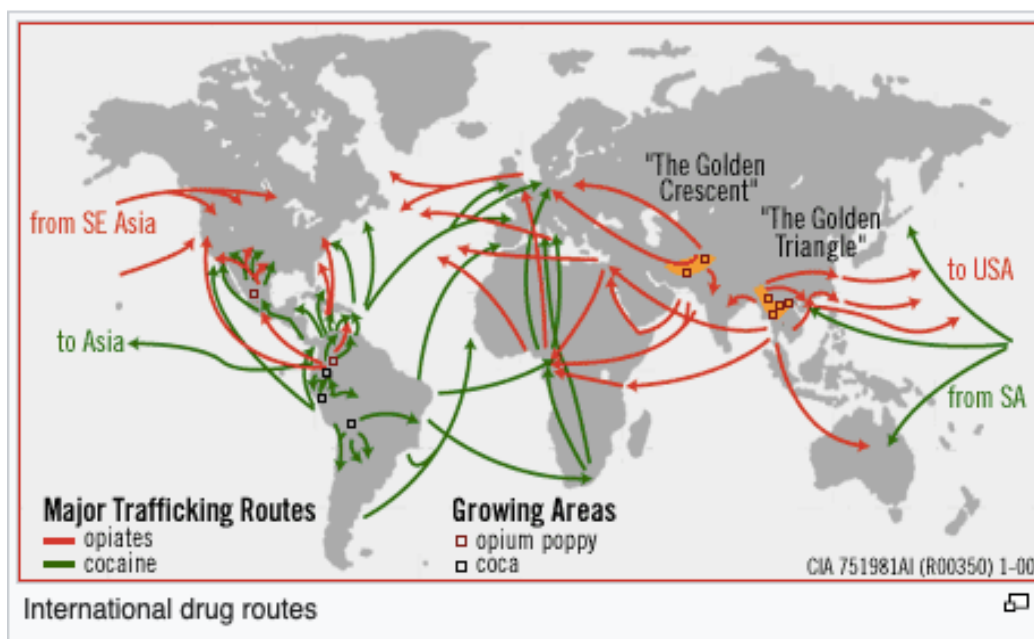 "The Golden
Crescent"
"The Golden
Triangle"
from SE Asia
to USA
to Asia
from SA
Major Trafficking Routes
opiates
cocaine
Growing Areas
opium poppy
coca
CIA 751981AI (R00350) 1-00
International drug routes